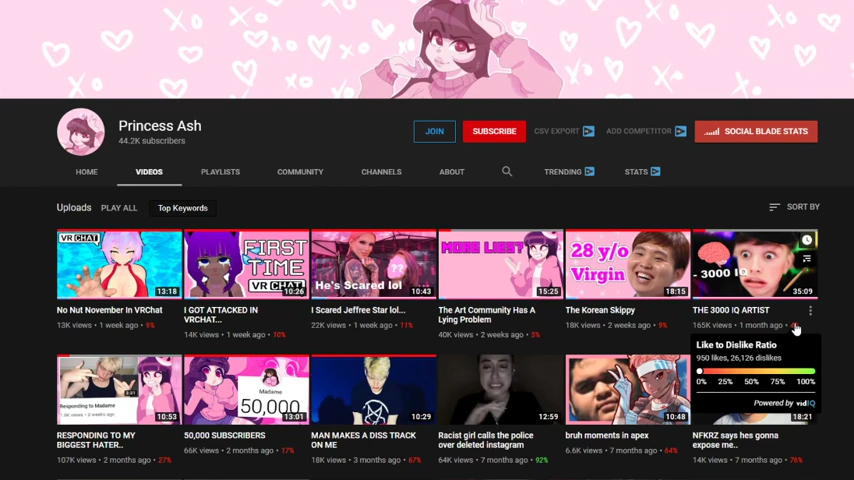 Princess Ash
44.2K subscribers
JOIN
SUBSCRIBE
CSV EXPORT
ADD COMPETITOR
SOCIAL BLADE STATS
HOME
VIDEOS
PLAYLISTS
COMMUNITY
CHANNELS
ABOUT
TRENDING
STATS
Uploads
PLAY ALL
Top Keywords
SORT BY
VR CHAT
13:18
FIRST
TIME
VR CHAT
10:26
??
He's Scared lol
10:43
MORE LIES?
15:25
28 y/o
Virgin
18:15
- 3000 IQ
35:09
No Nut November In VRChat
13K views • 1 week ago • 9%
I GOT ATTACKED IN
VRCHAT...
14K views • 1 week ago • 10%
I Scared Jeffree Star lol...
22K views • 1 week ago • 11%
The Art Community Has A
Lying Problem
40K views • 2 weeks ago • 3%
The Korean Skippy
18K views • 2 weeks ago • 9%
THE 3000 IQ ARTIST
165K views • 1 month ago •
Like to Dislike Ratio
950 likes, 26,126 dislikes
0% 25% 50% 75% 100%
Powered by vidIQ
Responding to Madame
10:53
Madame
50,000
13:01
10:29
12:59
10:48
18:21
RESPONDING TO MY
BIGGEST HATER..
107K views • 2 months ago • 27%
50,000 SUBSCRIBERS
66K views • 2 months ago • 17%
MAN MAKES A DISS TRACK
ON ME
18K views • 3 months ago • 67%
Racist girl calls the police
over deleted instagram
64K views • 7 months ago • 92%
bruh moments in apex
6.6K views • 7 months ago • 64%
NFKRZ says hes gonna
expose me..
14K views • 7 months ago • 76%